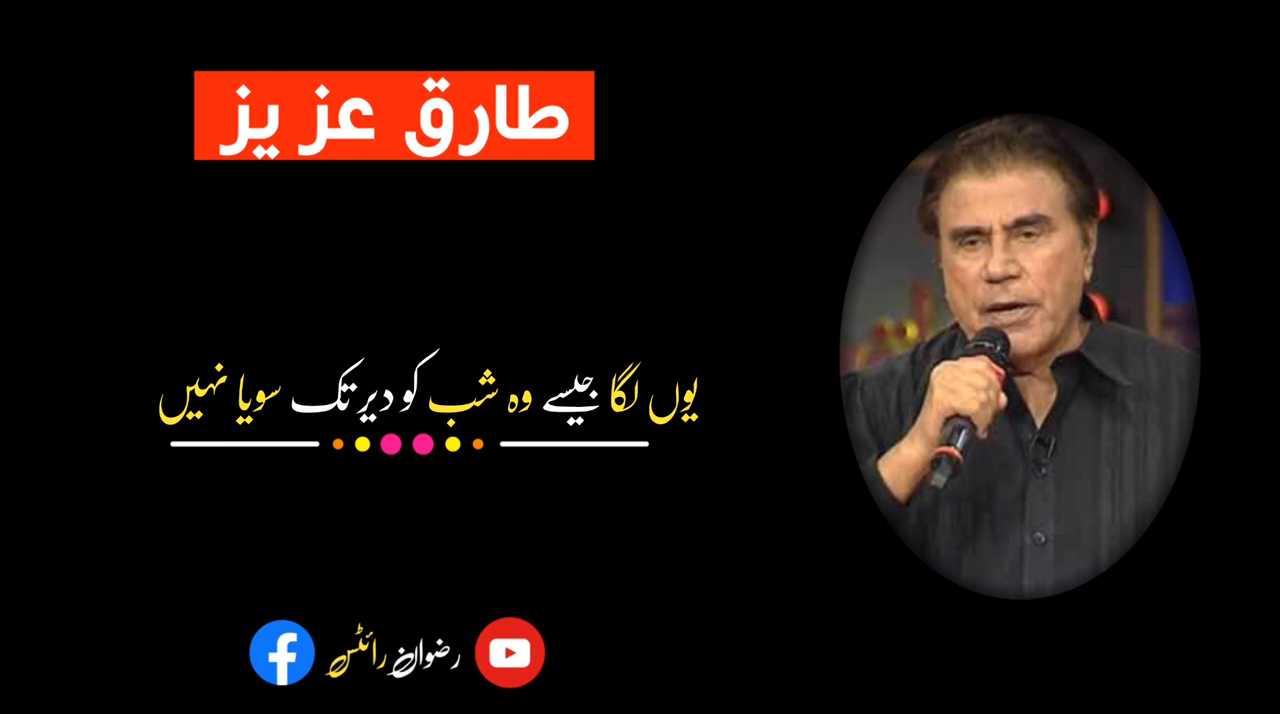 طارق عزیز
یوں لگا جیسے وہ شب کو دیر تک سویا نہیں
رضوان رائٹس